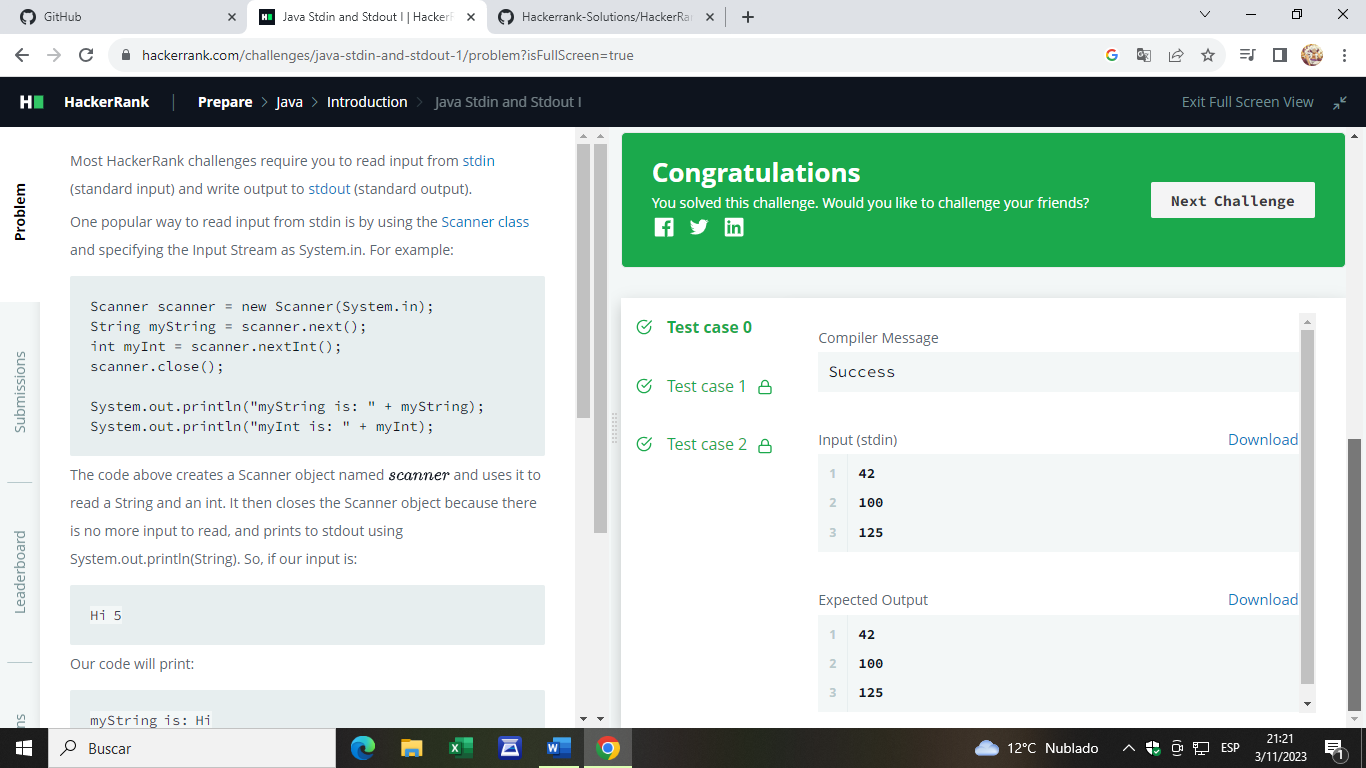 GitHub
Java Stdin and Stdout I | HackerR
Hackerrank-Solutions/HackerRa
hackerrank.com/challenges/java-stdin-and-stdout-1/problem?isFullScreen=true
HackerRank | Prepare > Java > Introduction > Java Stdin and Stdout I
Exit Full Screen View
Problem
Submissions
Leaderboard
Most HackerRank challenges require you to read input from stdin
(standard input) and write output to stdout (standard output).
One popular way to read input from stdin is by using the Scanner class
and specifying the Input Stream as System.in. For example:
Scanner scanner = new Scanner(System.in);
String myString = scanner.next();
int myInt = scanner.nextInt();
scanner.close();
System.out.println("myString is: " + myString);
System.out.println("myInt is: " + myInt);
The code above creates a Scanner object named scanner and uses it to
read a String and an int. It then closes the Scanner object because there
is no more input to read, and prints to stdout using
System.out.println(String). So, if our input is:
Hi 5
Our code will print:
myString is: Hi
Congratulations
You solved this challenge. Would you like to challenge your friends?
Next Challenge
Test case 0
Test case 1
Test case 2
Compiler Message
Success
Input (stdin)
Download
1 42
2 100
3 125
Expected Output
Download
1 42
2 100
3 125
Buscar
12°C Nublado
ESP
21:21
3/11/2023
1